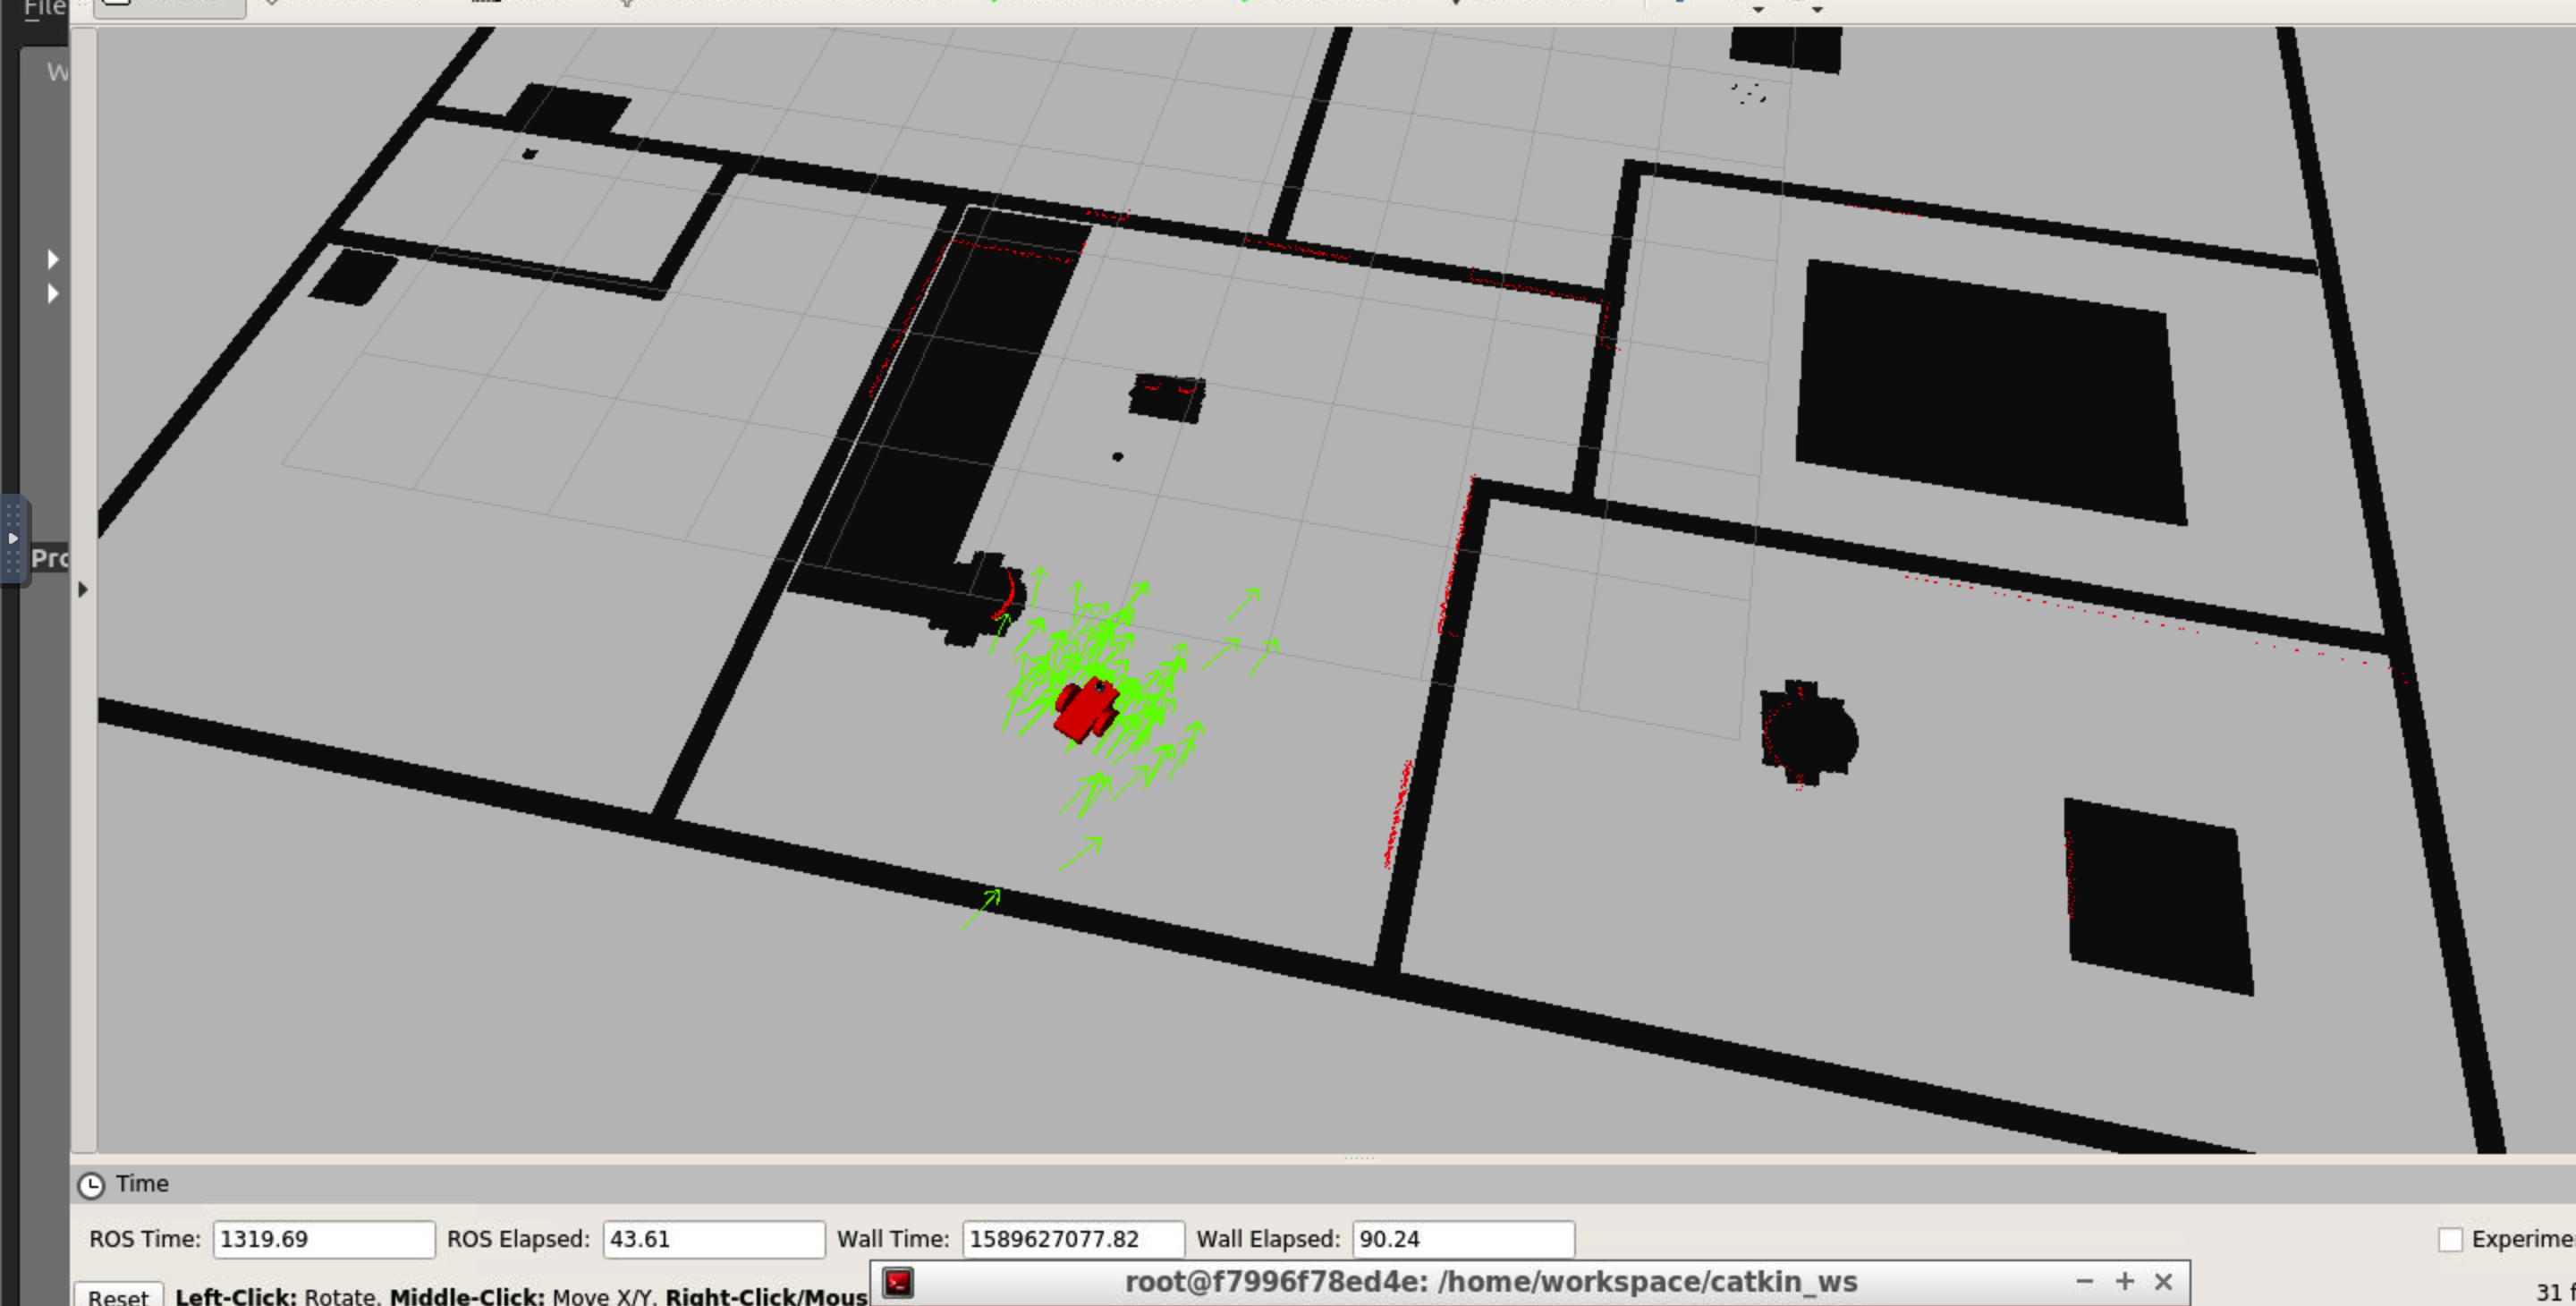 File
W
Pro
Time
ROS Time: 1319.69 ROS Elapsed: 43.61 Wall Time: 1589627077.82 Wall Elapsed: 90.24 Experime
root@f7996f78ed4e: /home/workspace/catkin_ws
Reset Left-Click: Rotate. Middle-Click: Move X/Y. Right-Click/Mous 31 f